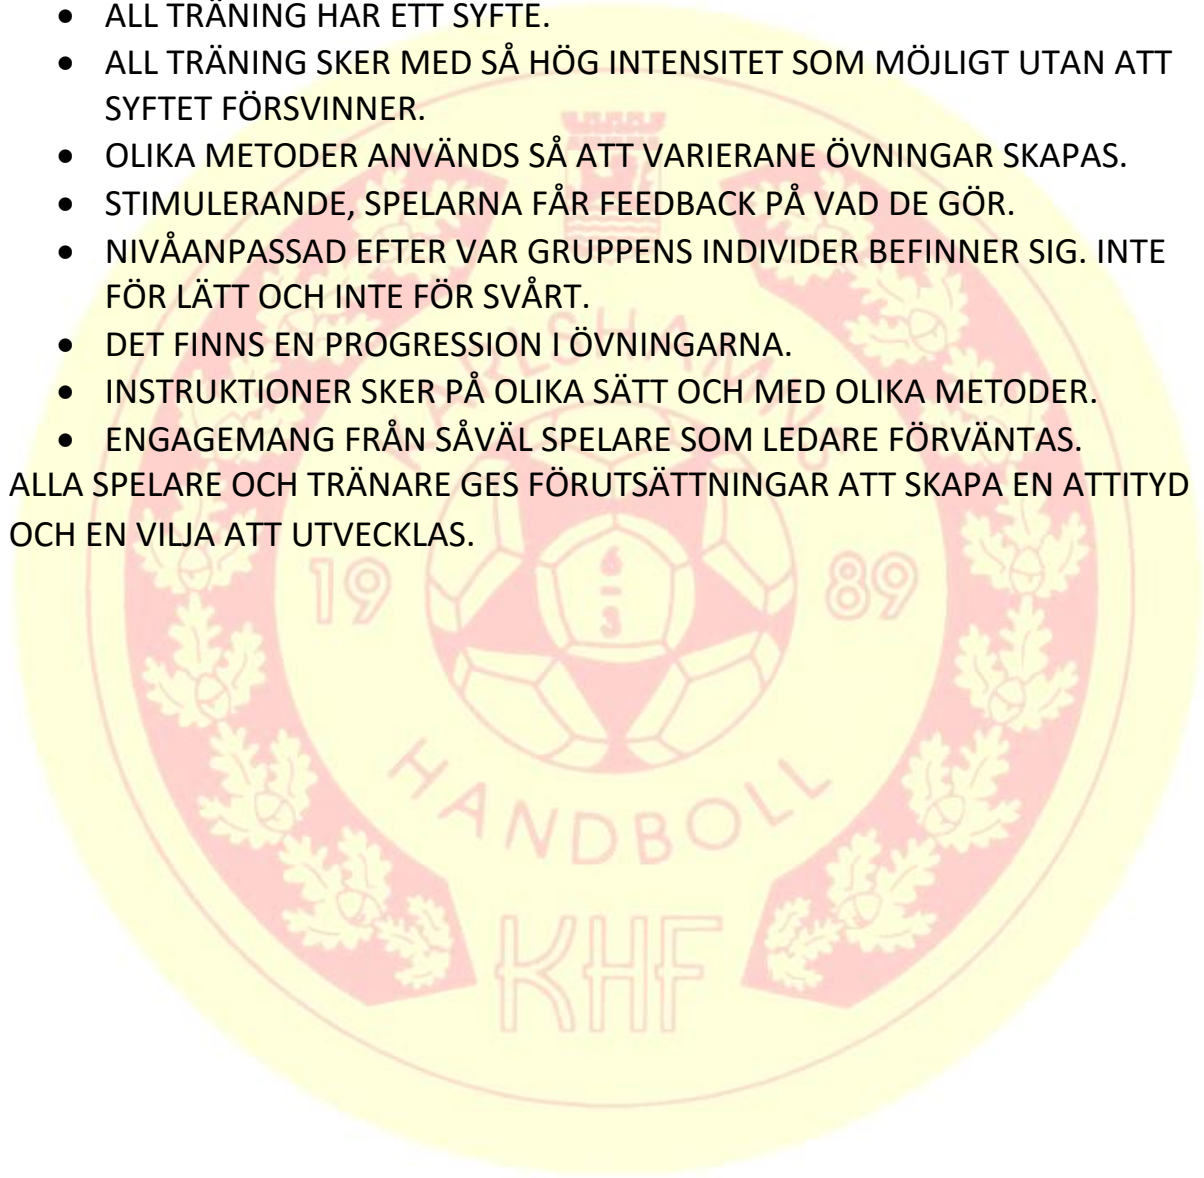 • ALL TRÄNING HAR ETT SYFTE.
• ALL TRÄNING SKER MED SÅ HÖG INTENSITET SOM MÖJLIGT UTAN ATT
SYFTET FÖRSVINNER.
• OLIKA METODER ANVÄNDS SÅ ATT VARIERANE ÖVNINGAR SKAPAS.
• STIMULERANDE, SPELARNA FÅR FEEDBACK PÅ VAD DE GÖR.
• NIVÅANPASSAD EFTER VAR GRUPPENS INDIVIDER BEFINNER SIG. INTE
FÖR LÄTT OCH INTE FÖR SVÅRT.
• DET FINNS EN PROGRESSION I ÖVNINGARNA.
• INSTRUKTIONER SKER PÅ OLIKA SÄTT OCH MED OLIKA METODER.
• ENGAGEMANG FRÅN SÅVÄL SPELARE SOM LEDARE FÖRVÄNTAS.
ALLA SPELARE OCH TRÄNARE GES FÖRUTSÄTTNINGAR ATT SKAPA EN ATTITYD
OCH EN VILJA ATT UTVECKLAS.
KARLSHAMNS
19 89
6-3
HANDBOLL
KHF